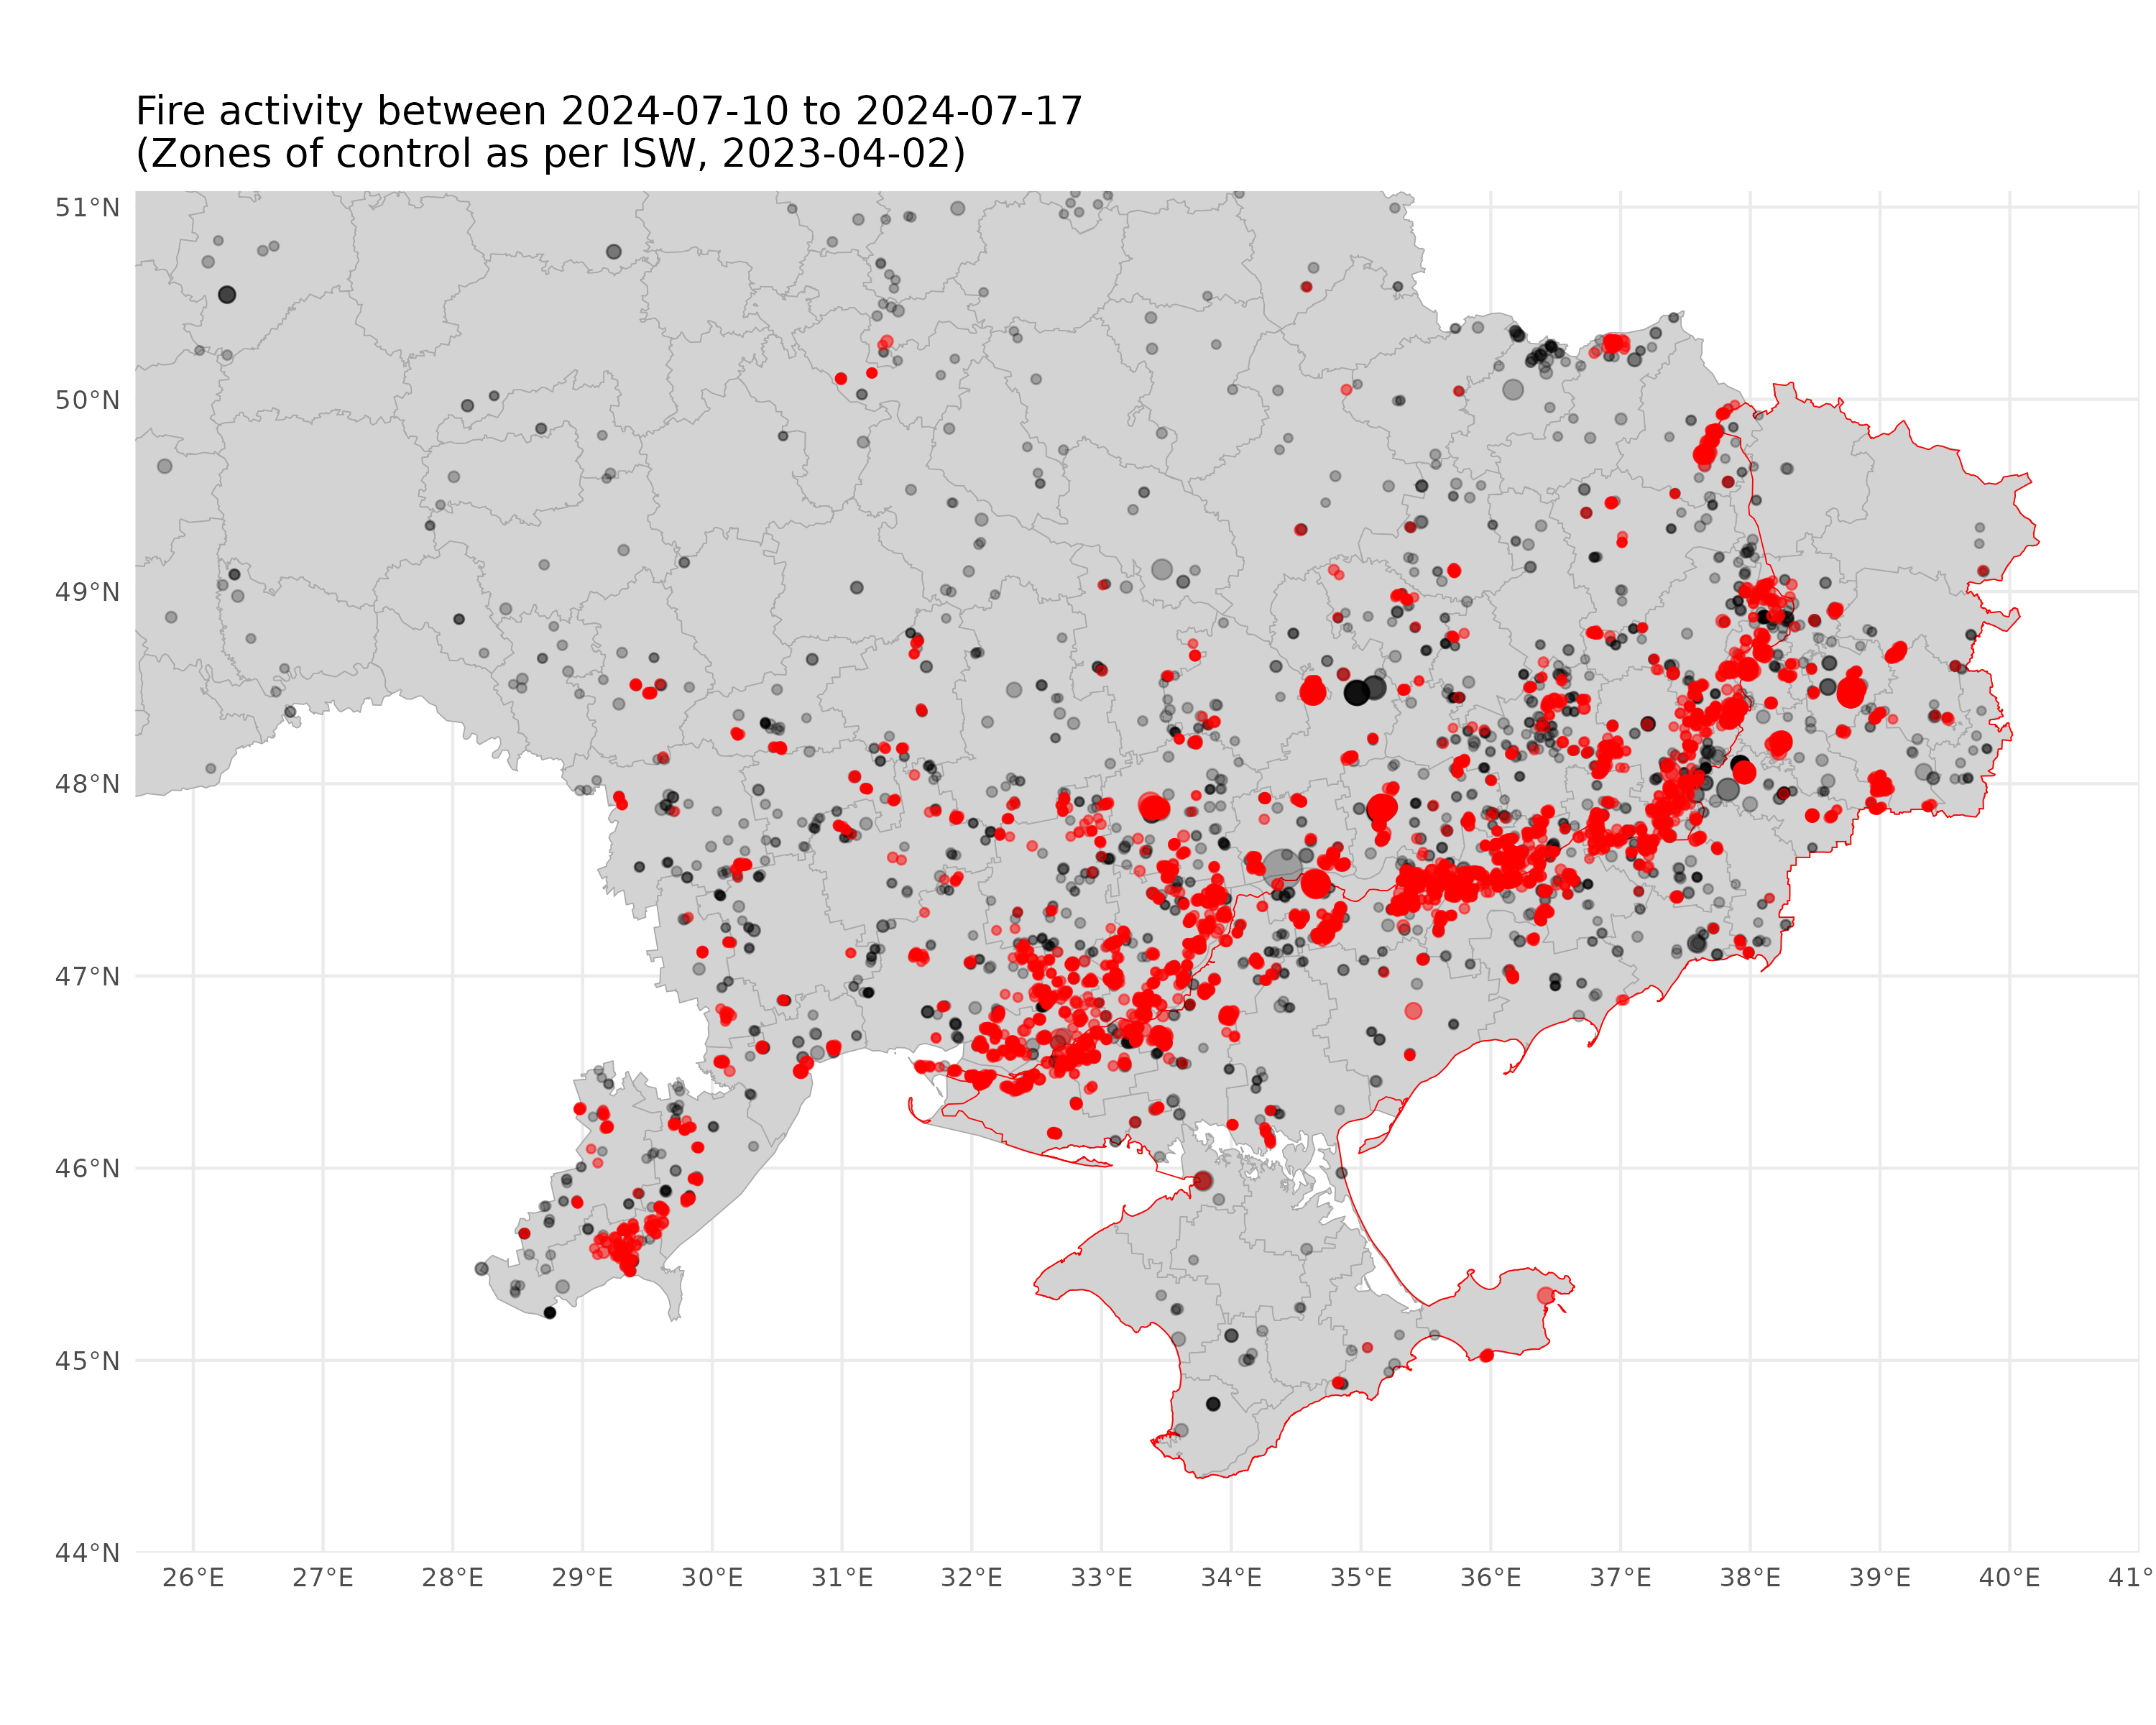 Fire activity between 2024-07-10 to 2024-07-17
(Zones of control as per ISW, 2023-04-02)
51°N
50°N
49°N
48°N
47°N
46°N
45°N
44°N
26°E 27°E 28°E 29°E 30°E 31°E 32°E 33°E 34°E 35°E 36°E 37°E 38°E 39°E 40°E 41°